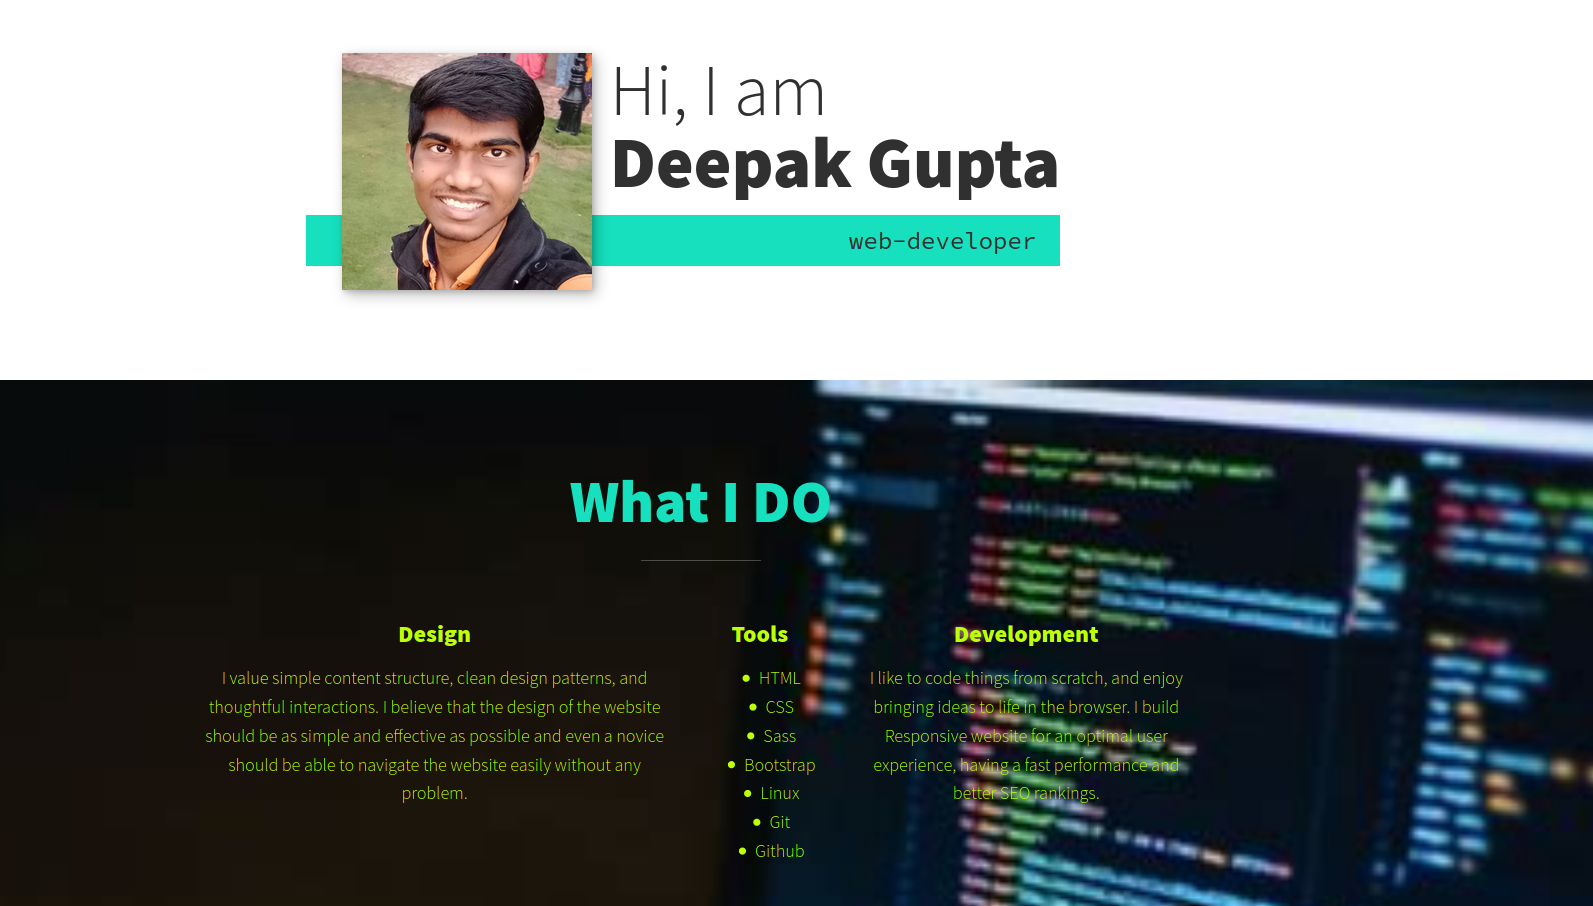 Hi, I am
Deepak Gupta
web-developer
What I DO
Design
I value simple content structure, clean design patterns, and
thoughtful interactions. I believe that the design of the website
should be as simple and effective as possible and even a novice
should be able to navigate the website easily without any
problem.
Tools
HTML
CSS
Sass
Bootstrap
Linux
Git
Github
Development
I like to code things from scratch, and enjoy
bringing ideas to life in the browser. I build
Responsive website for an optimal user
experience, having a fast performance and
better SEO rankings.